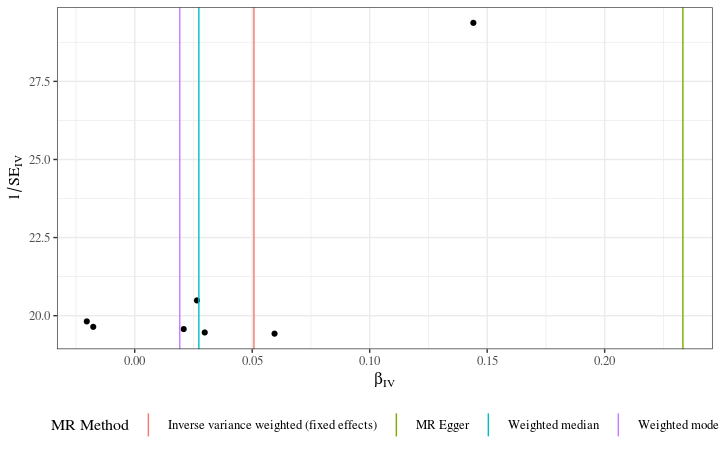 27.5
25.0
22.5
20.0
1/SE_IV
0.00 0.05 0.10 0.15 0.20
β_IV
MR Method Inverse variance weighted (fixed effects) MR Egger Weighted median Weighted mode